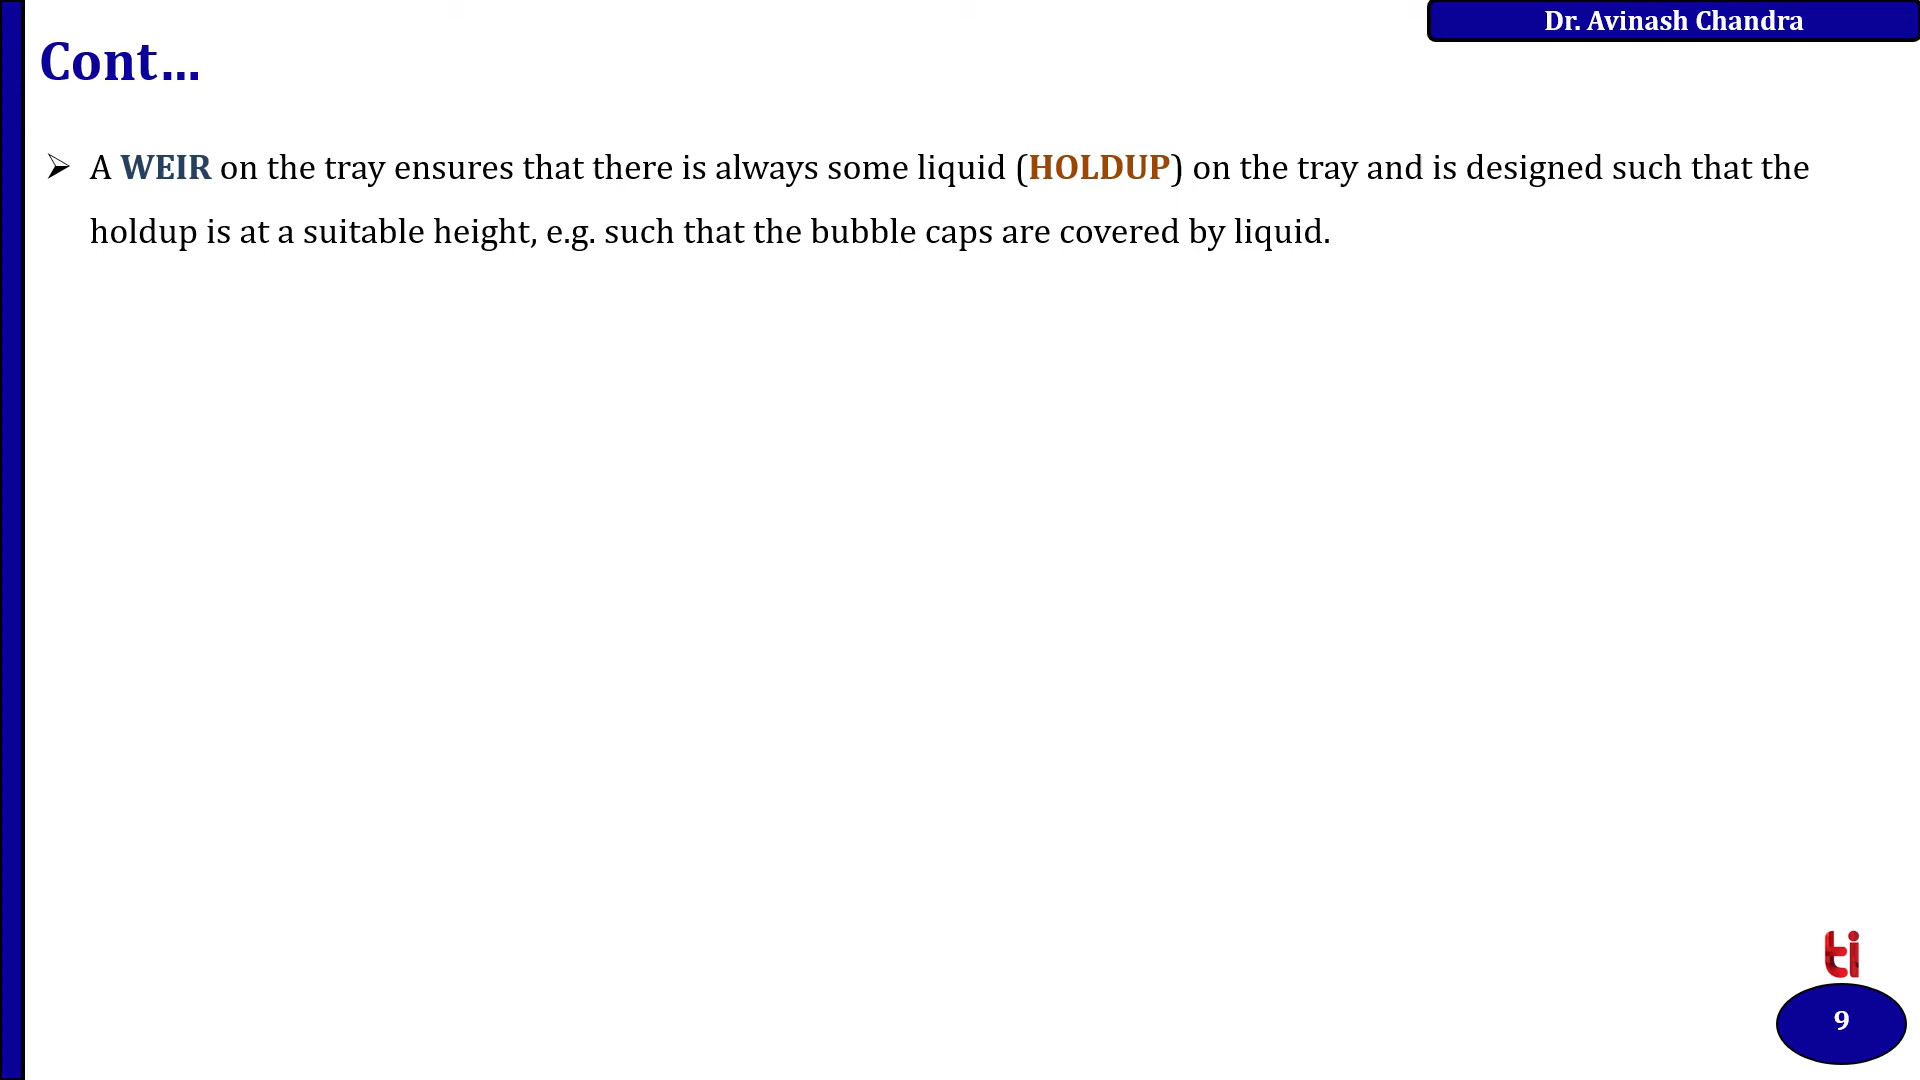 Dr. Avinash Chandra
Cont...
➢ A WEIR on the tray ensures that there is always some liquid (HOLDUP) on the tray and is designed such that the
holdup is at a suitable height, e.g. such that the bubble caps are covered by liquid.
ti
9